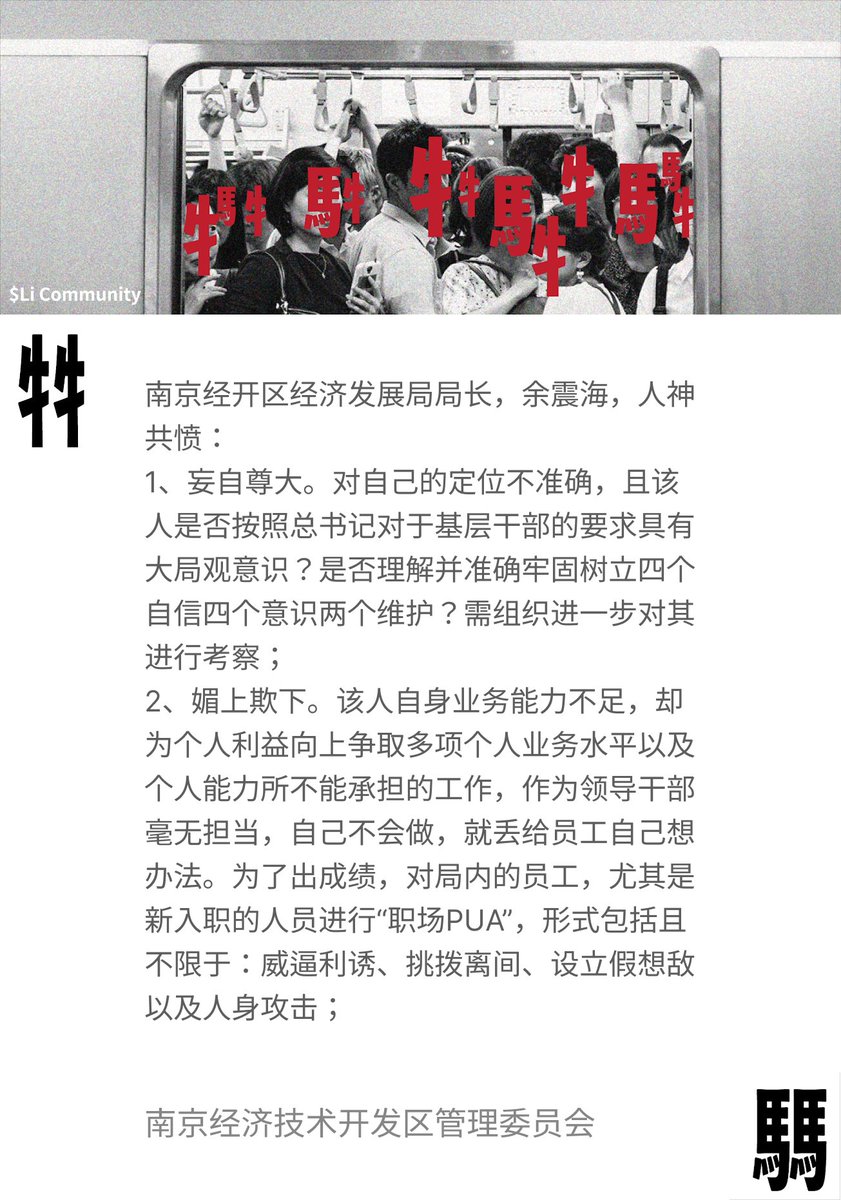 牜馬牜馬牜牜牜馬牜牜馬馬牜
$Li Community
牪
南京经开区经济发展局局长，余震海，人神
共愤：
1、妄自尊大。对自己的定位不准确，且该
人是否按照总书记对于基层干部的要求具有
大局观意识？是否理解并准确牢固树立四个
自信四个意识两个维护？需组织进一步对其
进行考察；
2、媚上欺下。该人自身业务能力不足，却
为个人利益向上争取多项个人业务水平以及
个人能力所不能承担的工作，作为领导干部
毫无担当，自己不会做，就丢给员工自己想
办法。为了出成绩，对局内的员工，尤其是
新入职的人员进行“职场PUA”，形式包括且
不限于：威逼利诱、挑拨离间、设立假想敌
以及人身攻击；
南京经济技术开发区管理委员会
騳